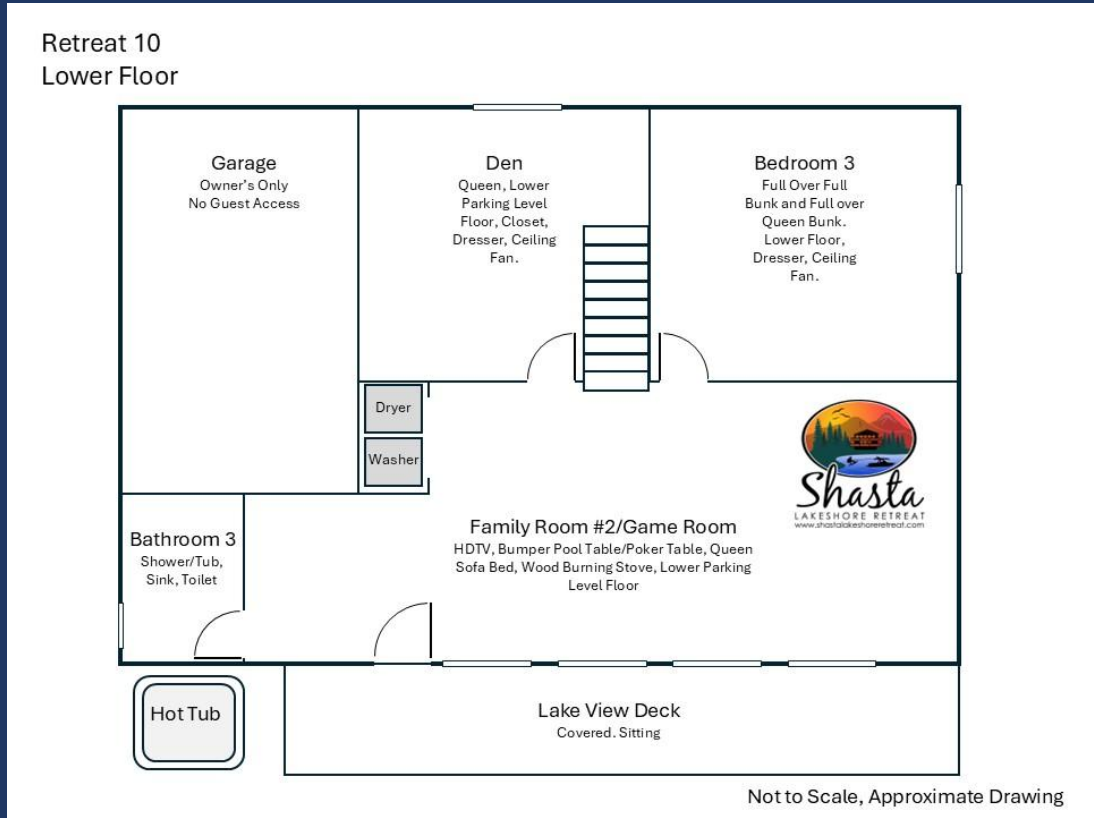 Retreat 10
Lower Floor
Garage
Owner's Only
No Guest Access
Den
Queen, Lower
Parking Level
Floor, Closet,
Dresser, Ceiling
Fan.
Bedroom 3
Full Over Full
Bunk and Full over
Queen Bunk.
Lower Floor,
Dresser, Ceiling
Fan.
Dryer
Washer
Shasta
LAKESHORE RETREAT
www.shastalakeshoreretreat.com
Bathroom 3
Shower/Tub,
Sink, Toilet
Family Room #2/Game Room
HDTV, Bumper Pool Table/Poker Table, Queen
Sofa Bed, Wood Burning Stove, Lower Parking
Level Floor
Hot Tub
Lake View Deck
Covered. Sitting
Not to Scale, Approximate Drawing